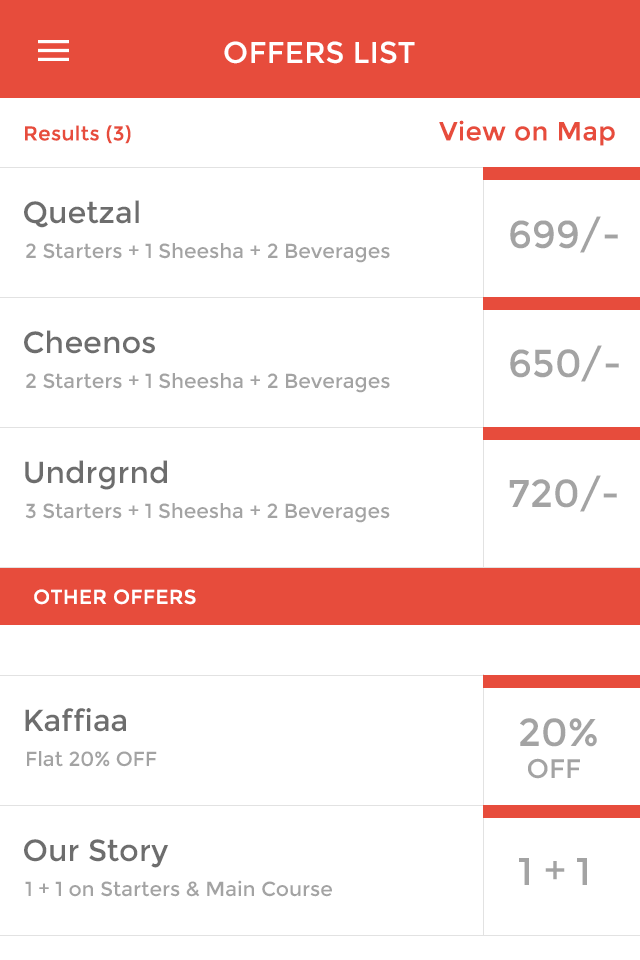 OFFERS LIST
Results (3)
View on Map
Quetzal
2 Starters + 1 Sheesha + 2 Beverages
699/-
Cheenos
2 Starters + 1 Sheesha + 2 Beverages
650/-
Undrgrnd
3 Starters + 1 Sheesha + 2 Beverages
720/-
OTHER OFFERS
Kaffiaa
Flat 20% OFF
20%
OFF
Our Story
1 + 1 on Starters & Main Course
1 + 1